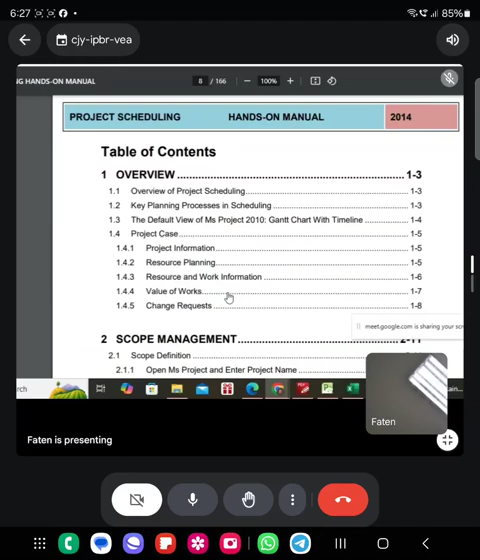 6:27
85%
cjy-ipbr-vea
NG HANDS-ON MANUAL
8 / 166
100%
PROJECT SCHEDULING HANDS-ON MANUAL 2014
Table of Contents
1 OVERVIEW ... 1-3
1.1 Overview of Project Scheduling ... 1-3
1.2 Key Planning Processes in Scheduling ... 1-3
1.3 The Default View of Ms Project 2010: Gantt Chart With Timeline ... 1-4
1.4 Project Case ... 1-5
1.4.1 Project Information ... 1-5
1.4.2 Resource Planning ... 1-5
1.4.3 Resource and Work Information ... 1-6
1.4.4 Value of Works ... 1-7
1.4.5 Change Requests ... 1-8
meet.google.com is sharing your scr
2 SCOPE MANAGEMENT ... 2-11
2.1 Scope Definition
2.1.1 Open Ms Project and Enter Project Name
rch
Faten
Faten is presenting